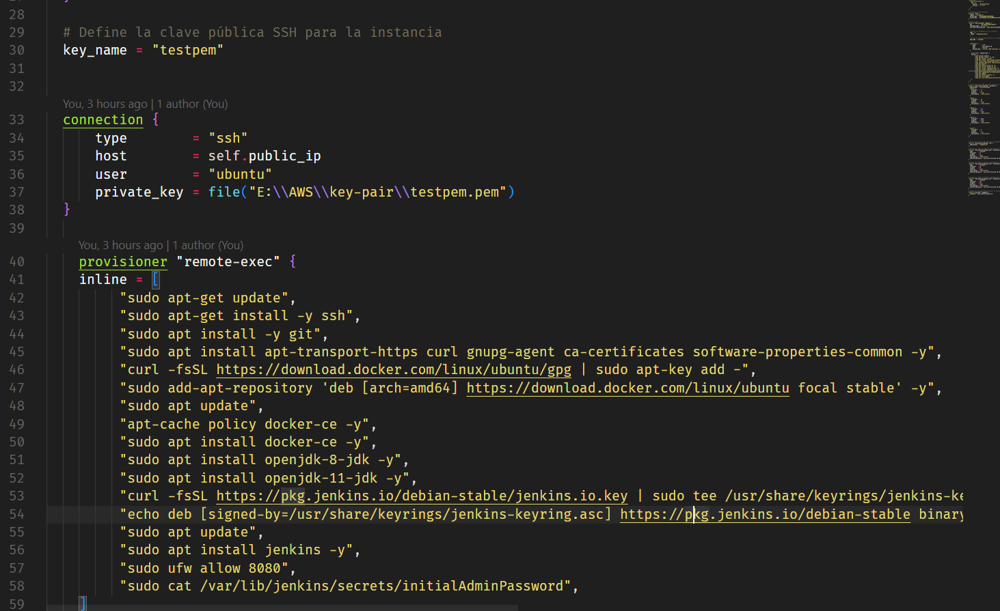 28
29 # Define la clave pública SSH para la instancia
30 key_name = "testpem"
31
32
You, 3 hours ago | 1 author (You)
33 connection {
34 type = "ssh"
35 host = self.public_ip
36 user = "ubuntu"
37 private_key = file("E:\\AWS\\key-pair\\testpem.pem")
38 }
39
You, 3 hours ago | 1 author (You)
40 provisioner "remote-exec" {
41 inline = [
42 "sudo apt-get update",
43 "sudo apt-get install -y ssh",
44 "sudo apt install -y git",
45 "sudo apt install apt-transport-https curl gnupg-agent ca-certificates software-properties-common -y",
46 "curl -fsSL https://download.docker.com/linux/ubuntu/gpg | sudo apt-key add -",
47 "sudo add-apt-repository 'deb [arch=amd64] https://download.docker.com/linux/ubuntu focal stable' -y",
48 "sudo apt update",
49 "apt-cache policy docker-ce -y",
50 "sudo apt install docker-ce -y",
51 "sudo apt install openjdk-8-jdk -y",
52 "sudo apt install openjdk-11-jdk -y",
53 "curl -fsSL https://pkg.jenkins.io/debian-stable/jenkins.io.key | sudo tee /usr/share/keyrings/jenkins-ke
54 "echo deb [signed-by=/usr/share/keyrings/jenkins-keyring.asc] https://pkg.jenkins.io/debian-stable binary
55 "sudo apt update",
56 "sudo apt install jenkins -y",
57 "sudo ufw allow 8080",
58 "sudo cat /var/lib/jenkins/secrets/initialAdminPassword",
59 ]